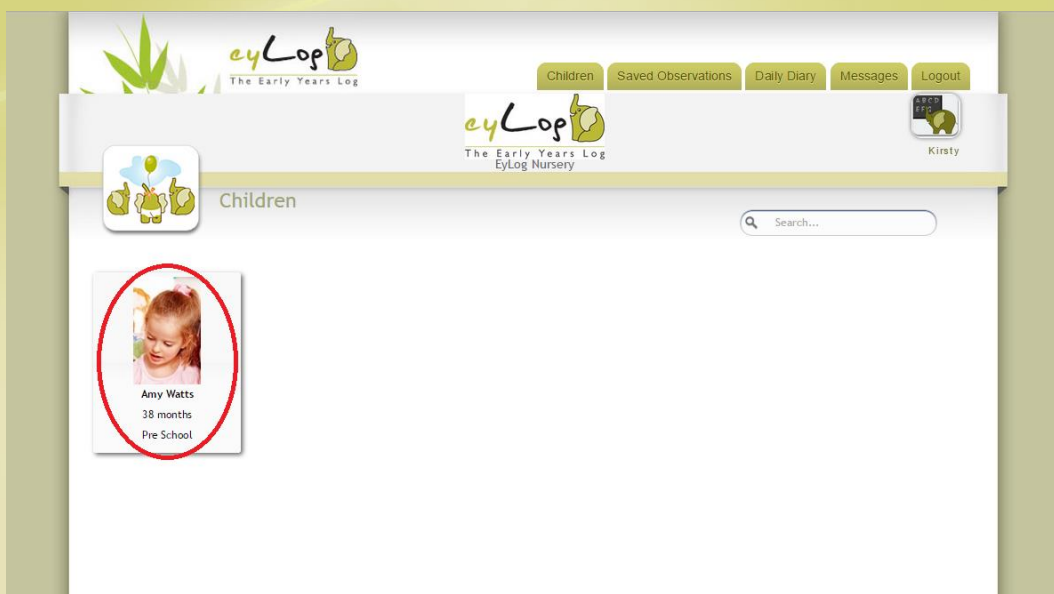 eyLog
The Early Years Log
Children Saved Observations Daily Diary Messages Logout
eyLog
The Early Years Log
EyLog Nursery
ABCD
Kirsty
Children
Search...
Amy Watts
38 months
Pre School